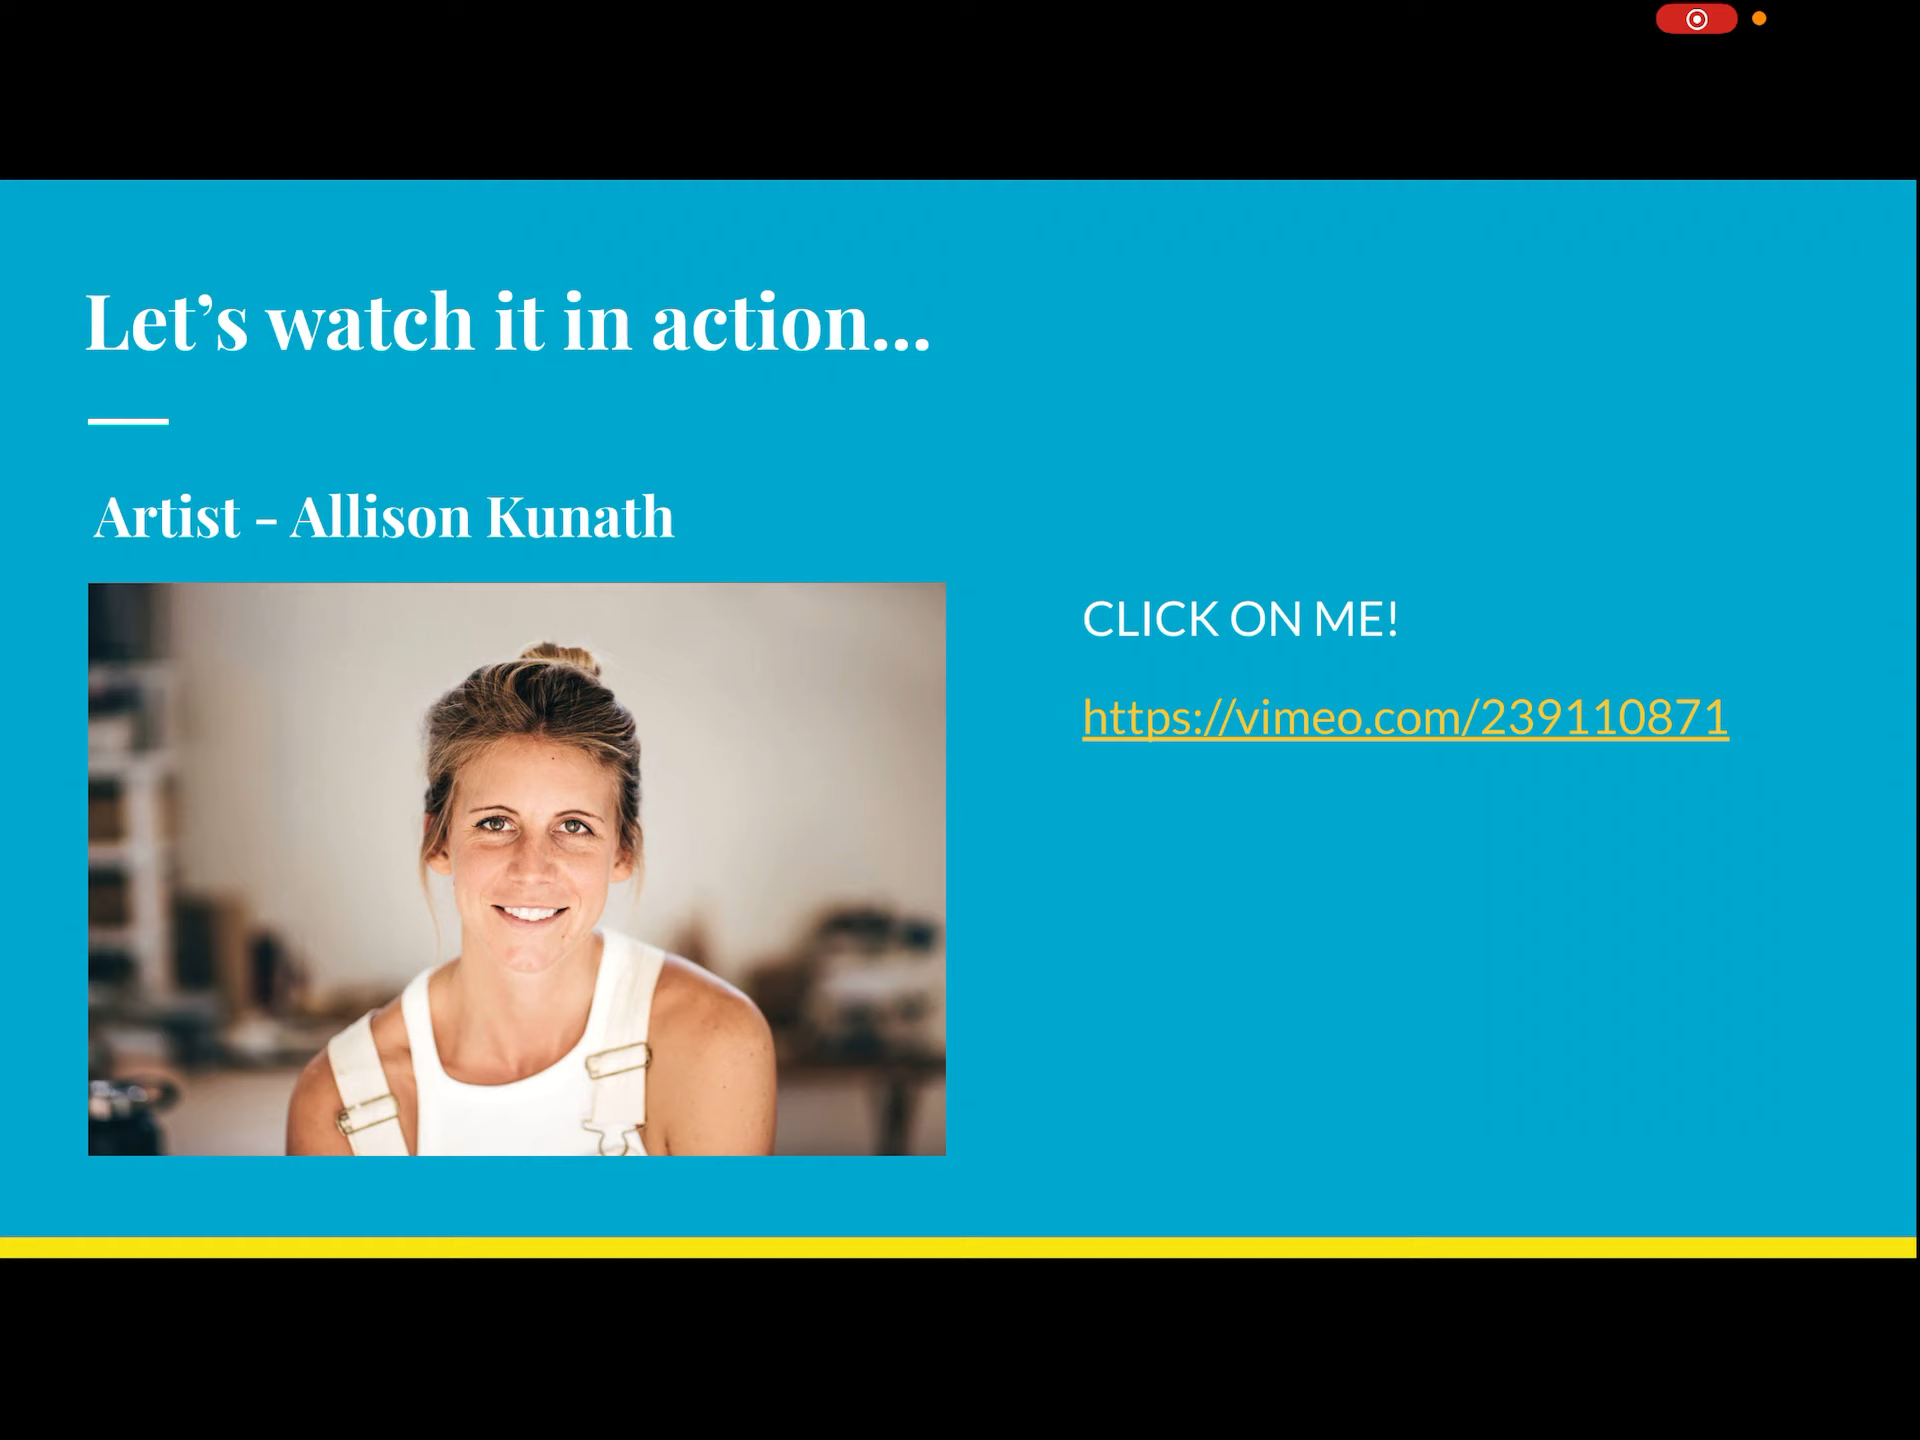 Let’s watch it in action...
Artist - Allison Kunath
CLICK ON ME!
https://vimeo.com/239110871